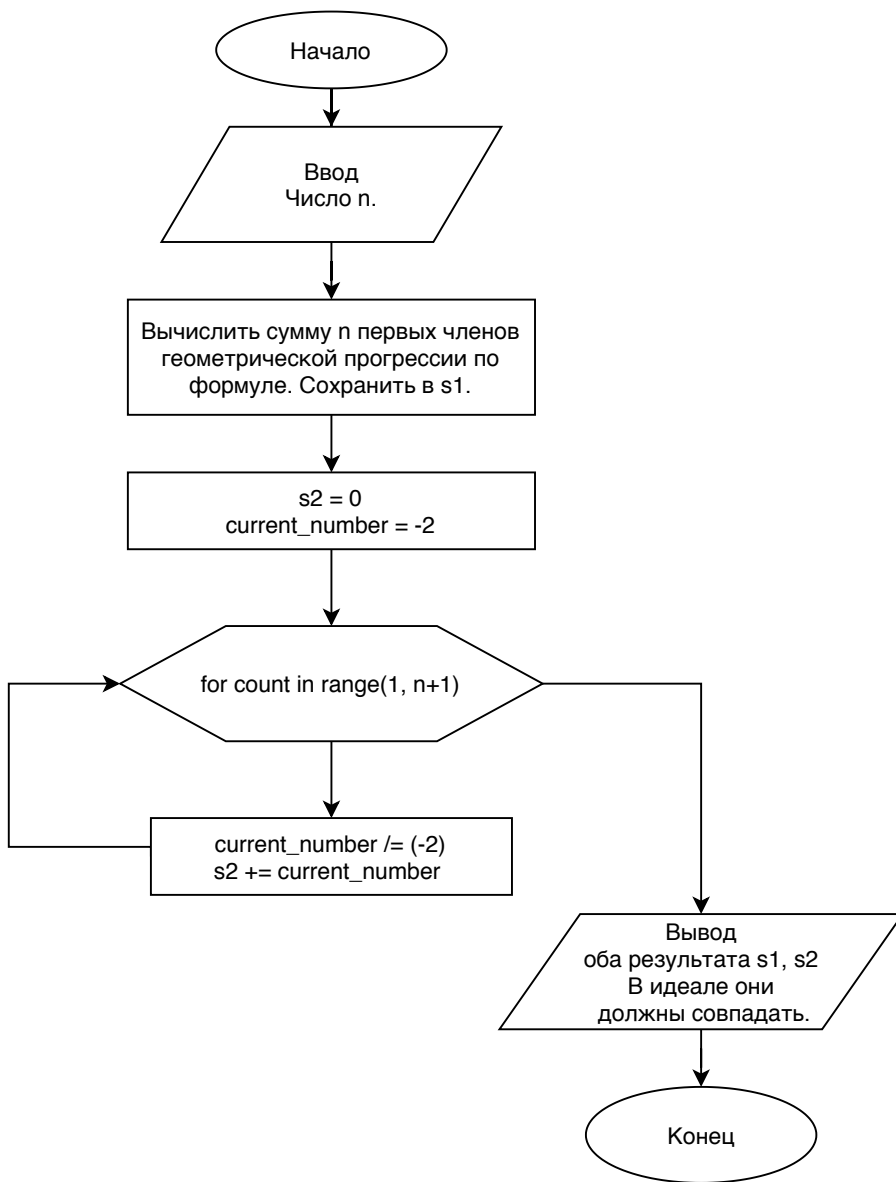 Начало
Ввод
Число n.
Вычислить сумму n первых членов
геометрической прогрессии по
формуле. Сохранить в s1.
s2 = 0
current_number = -2
for count in range(1, n+1)
current_number /= (-2)
s2 += current_number
Вывод
оба результата s1, s2
В идеале они
должны совпадать.
Конец